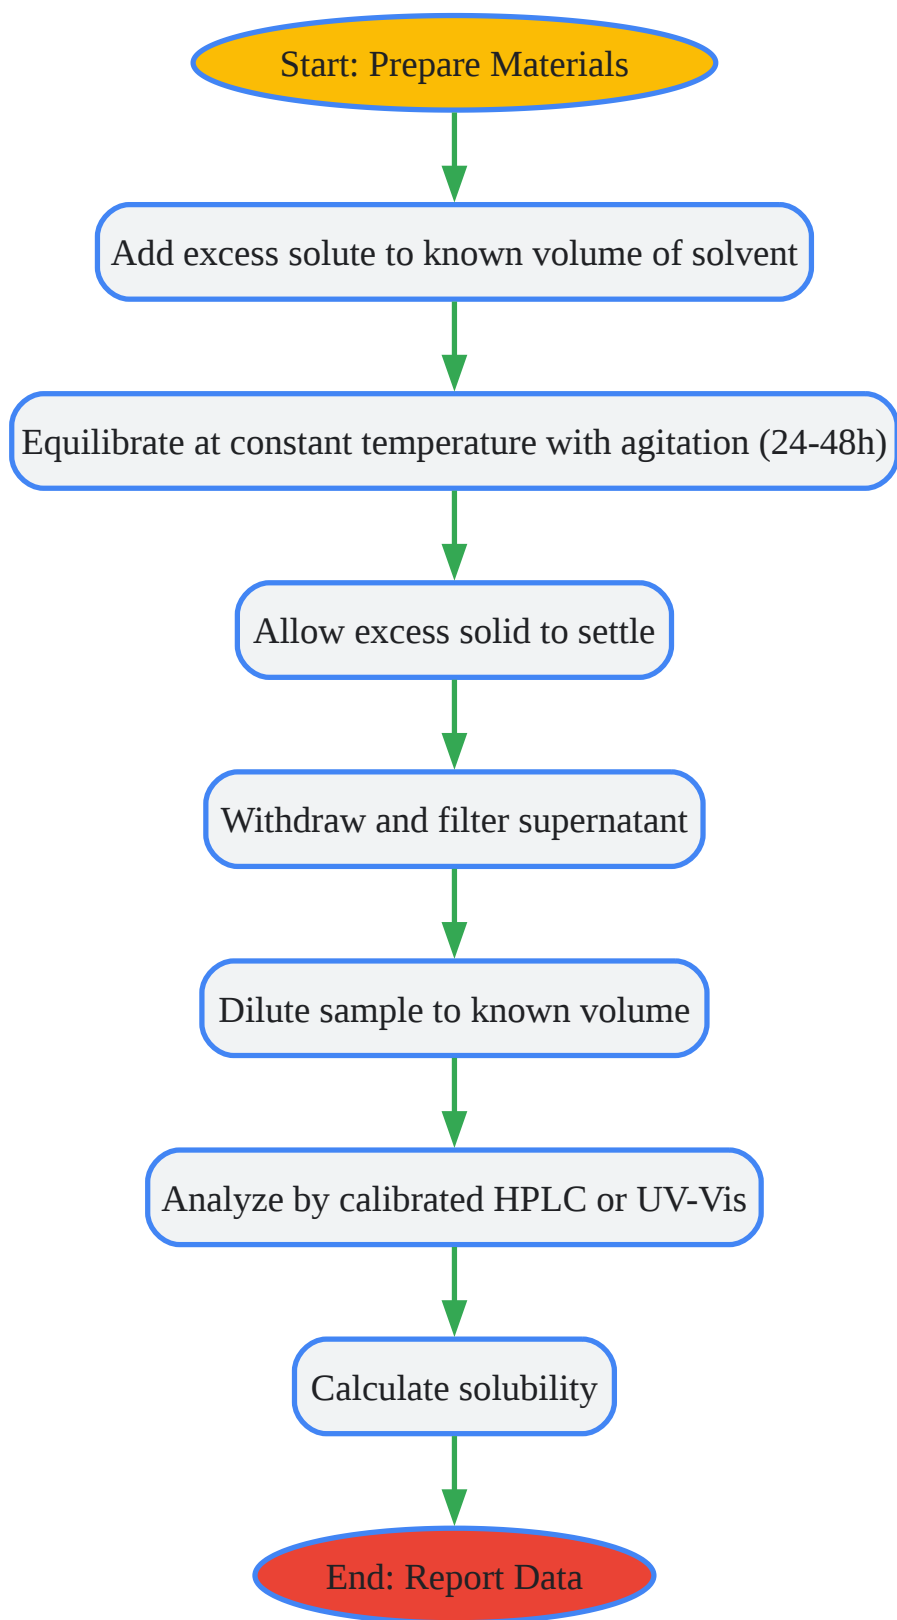 Start: Prepare Materials
Add excess solute to known volume of solvent
Equilibrate at constant temperature with agitation (24-48h)
Allow excess solid to settle
Withdraw and filter supernatant
Dilute sample to known volume
Analyze by calibrated HPLC or UV-Vis
Calculate solubility
End: Report Data